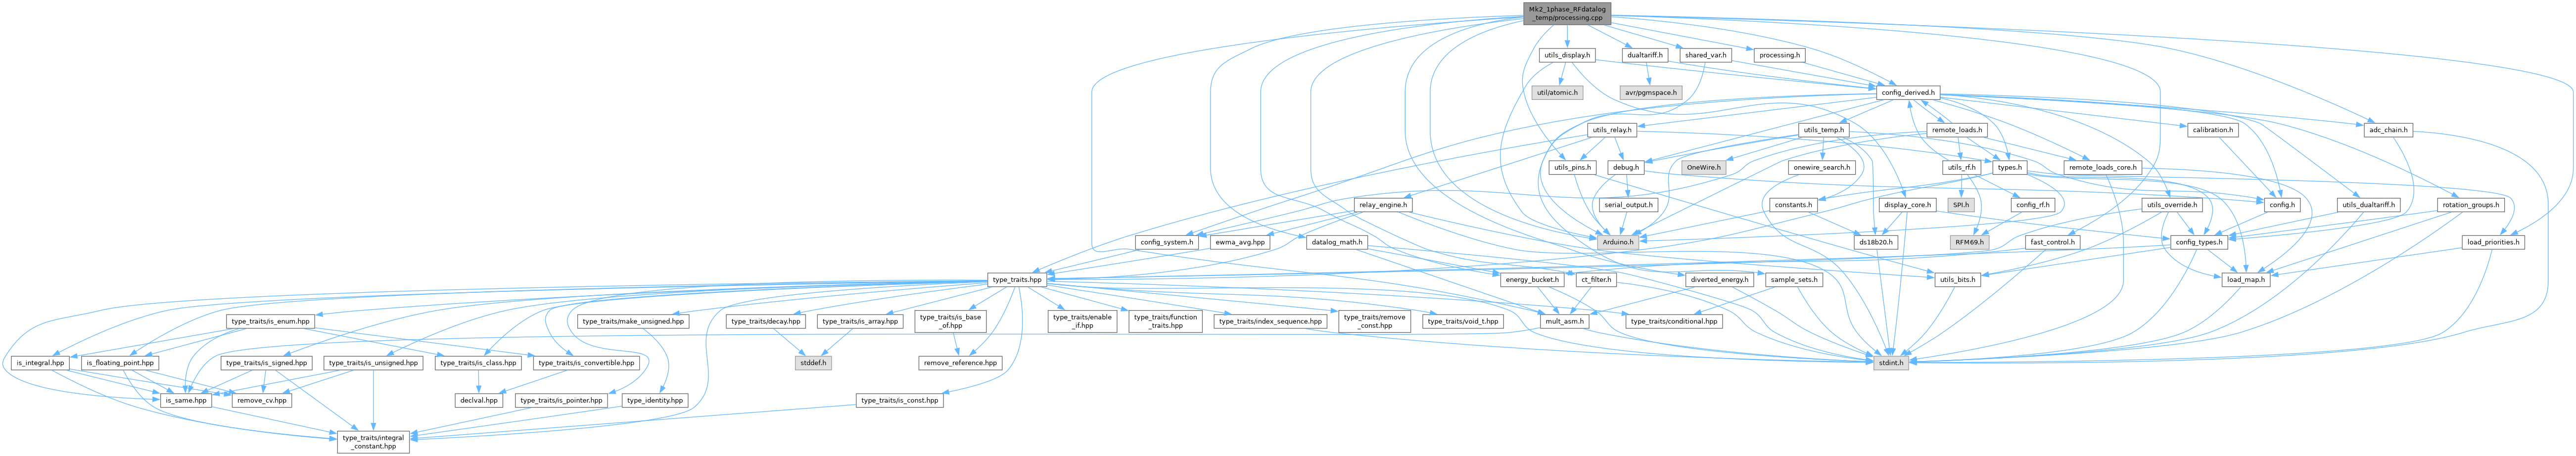 Mk2_1phase_RFdatalog
_temp/processing.cpp
utils_display.h
dualtariff.h
shared_var.h
processing.h
util/atomic.h
avr/pgmspace.h
config_derived.h
utils_relay.h
utils_temp.h
remote_loads.h
calibration.h
adc_chain.h
utils_pins.h
debug.h
OneWire.h
onewire_search.h
utils_rf.h
types.h
remote_loads_core.h
relay_engine.h
serial_output.h
constants.h
display_core.h
SPI.h
config_rf.h
utils_override.h
config.h
utils_dualtariff.h
rotation_groups.h
config_system.h
ewma_avg.hpp
datalog_math.h
Arduino.h
ds18b20.h
RFM69.h
fast_control.h
config_types.h
load_priorities.h
type_traits.hpp
energy_bucket.h
ct_filter.h
diverted_energy.h
sample_sets.h
utils_bits.h
load_map.h
type_traits/is_enum.hpp
type_traits/make_unsigned.hpp
type_traits/decay.hpp
type_traits/is_array.hpp
type_traits/is_base
_of.hpp
type_traits/enable
_if.hpp
type_traits/function
_traits.hpp
type_traits/index_sequence.hpp
type_traits/remove
_const.hpp
type_traits/void_t.hpp
mult_asm.h
type_traits/conditional.hpp
is_integral.hpp
is_floating_point.hpp
type_traits/is_signed.hpp
type_traits/is_unsigned.hpp
type_traits/is_class.hpp
type_traits/is_convertible.hpp
stddef.h
remove_reference.hpp
stdint.h
is_same.hpp
remove_cv.hpp
declval.hpp
type_traits/is_pointer.hpp
type_identity.hpp
type_traits/is_const.hpp
type_traits/integral
_constant.hpp